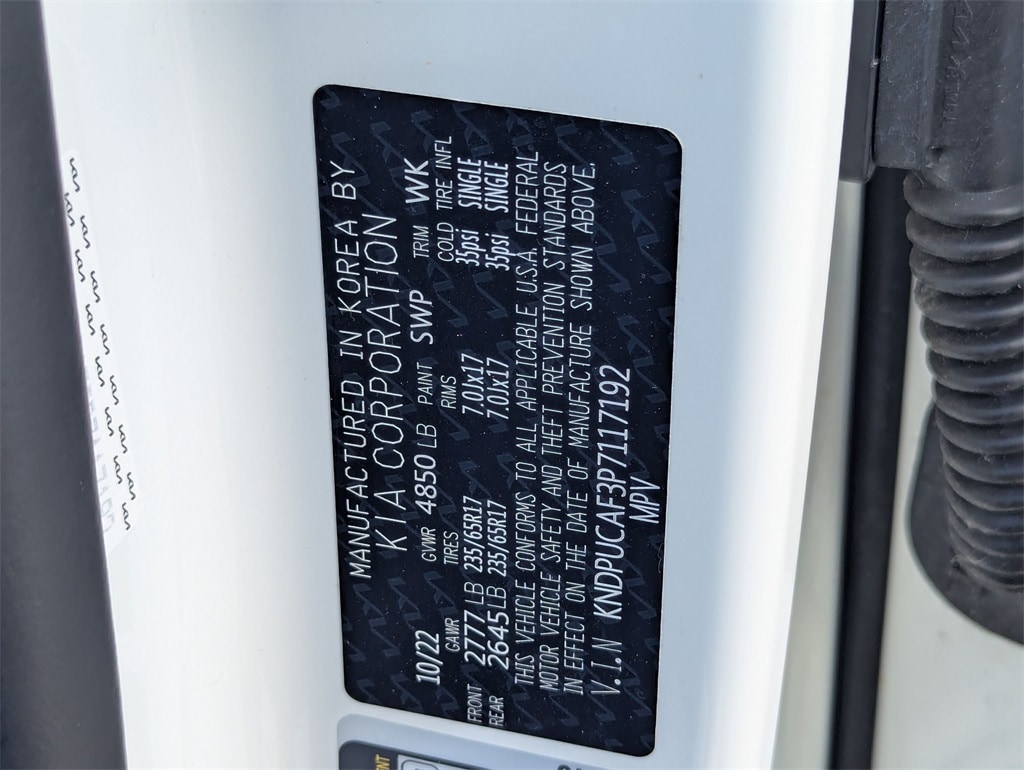 MANUFACTURED IN KOREA BY
KIA CORPORATION
10/22 GVWR 4850 LB PAINT SWP TRIM WK
GAWR TIRES RIMS COLD TIRE INFL
FRONT 2777 LB 235/65R17 7.0Jx17 35psi SINGLE
REAR 2645 LB 235/65R17 7.0Jx17 35psi SINGLE
THIS VEHICLE CONFORMS TO ALL APPLICABLE U.S.A. FEDERAL
MOTOR VEHICLE SAFETY AND THEFT PREVENTION STANDARDS
IN EFFECT ON THE DATE OF MANUFACTURE SHOWN ABOVE.
V.I.N KNDPUCAF3P7117192
MPV